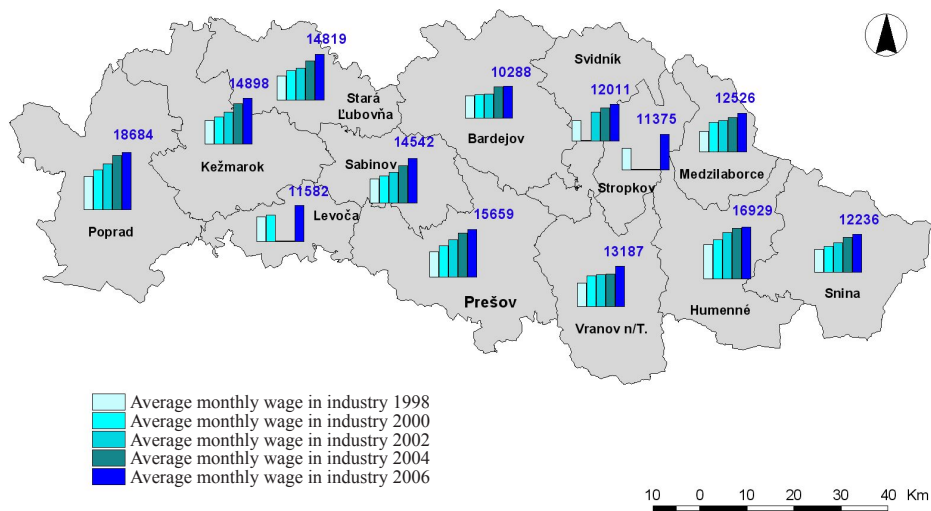 14819
Stará
Ľubovňa
14898
Kežmarok
18684
Poprad
10288
Bardejov
Svidník
12011
11375
Stropkov
12526
Medzilaborce
14542
Sabinov
11582
Levoča
15659
Prešov
13187
Vranov n/T.
16929
Humenné
12236
Snina
Average monthly wage in industry 1998
Average monthly wage in industry 2000
Average monthly wage in industry 2002
Average monthly wage in industry 2004
Average monthly wage in industry 2006
10 0 10 20 30 40 Km